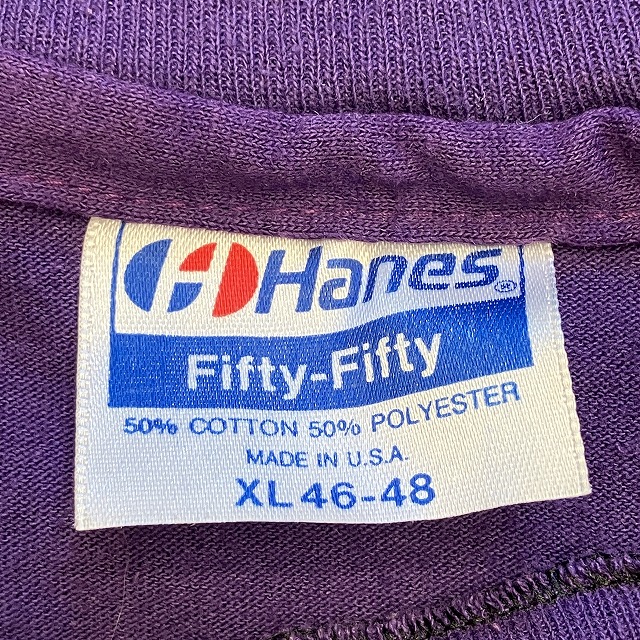 Hanes®
Fifty-Fifty
50% COTTON 50% POLYESTER
MADE IN U.S.A.
XL 46-48